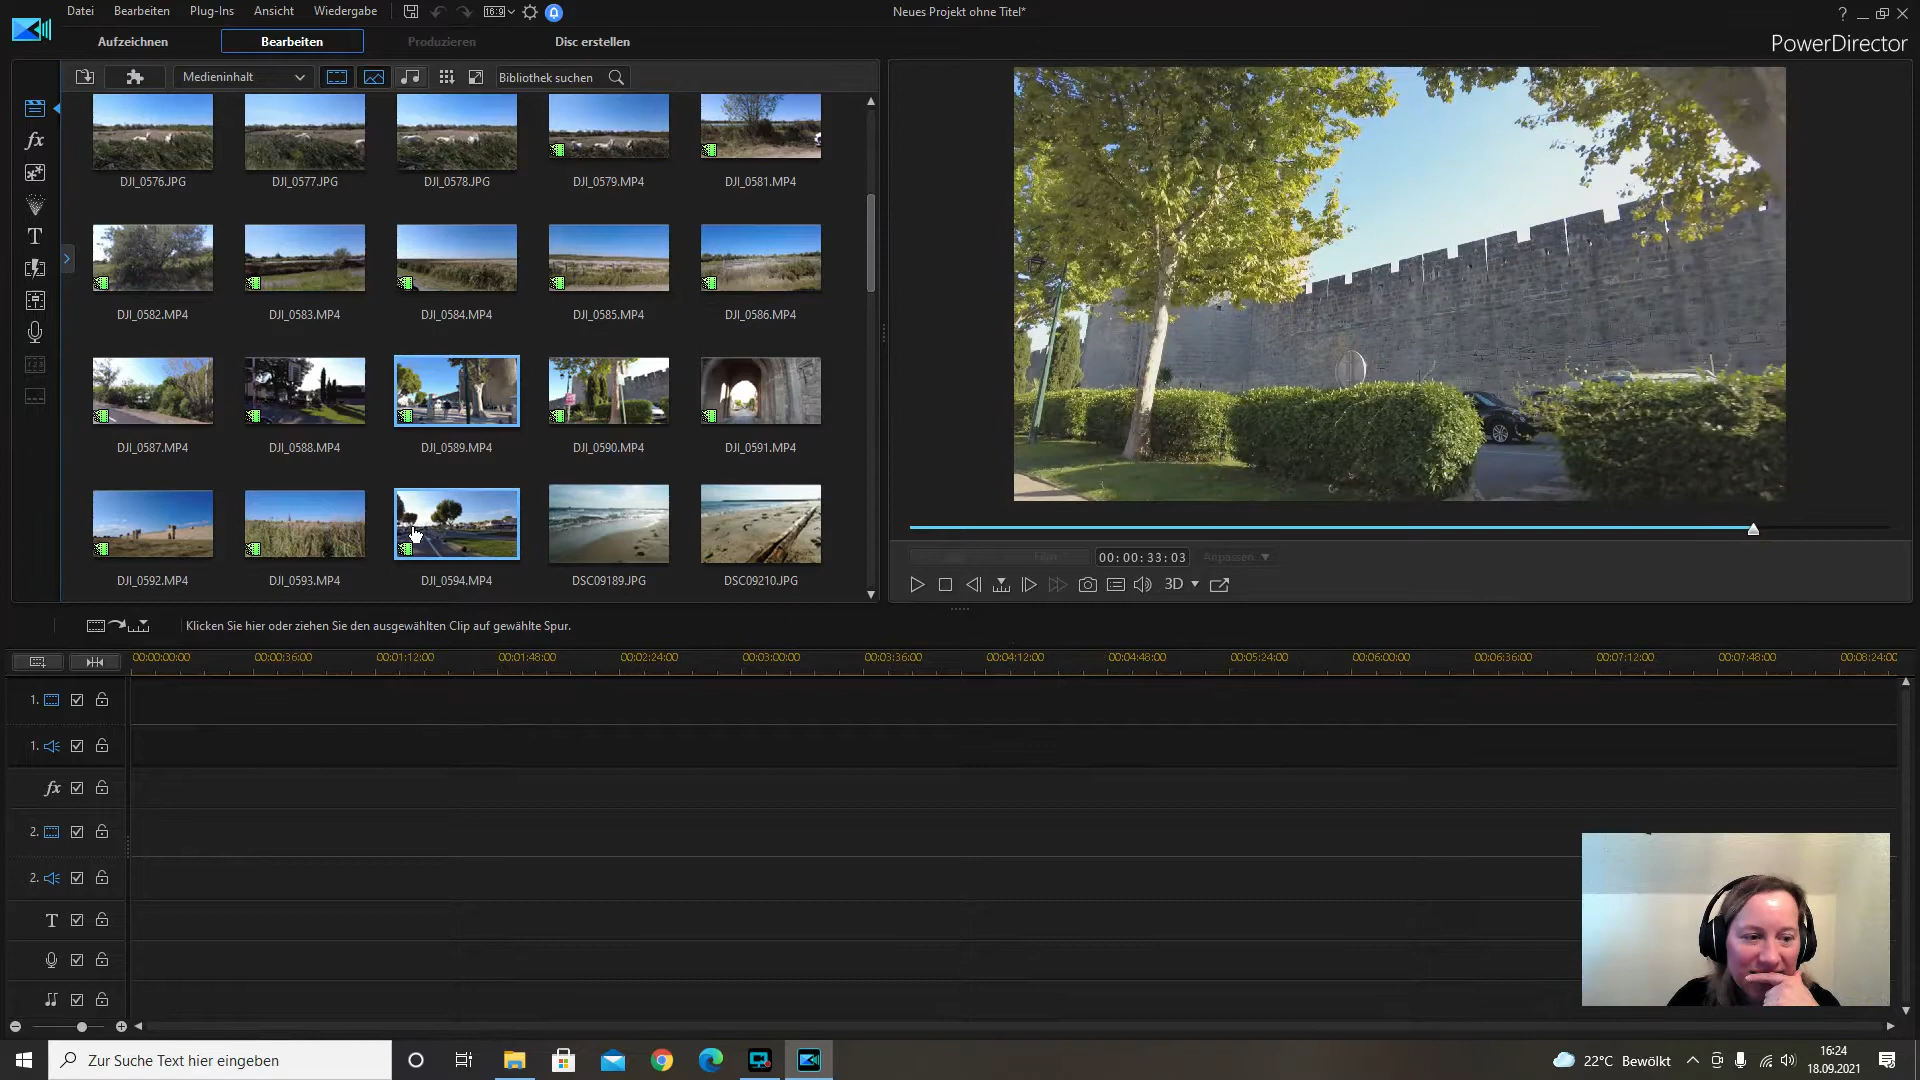 Datei Bearbeiten Plug-Ins Ansicht Wiedergabe 16:9 Neues Projekt ohne Titel* ?
PowerDirector
Aufzeichnen Bearbeiten Produzieren Disc erstellen
Medieninhalt Bibliothek suchen
DJI_0576.JPG DJI_0577.JPG DJI_0578.JPG DJI_0579.MP4 DJI_0581.MP4
DJI_0582.MP4 DJI_0583.MP4 DJI_0584.MP4 DJI_0585.MP4 DJI_0586.MP4
DJI_0587.MP4 DJI_0588.MP4 DJI_0589.MP4 DJI_0590.MP4 DJI_0591.MP4
DJI_0592.MP4 DJI_0593.MP4 DJI_0594.MP4 DSC09189.JPG DSC09210.JPG
fx
T
Film 00:00:33:03 Anpassen
3D
Klicken Sie hier oder ziehen Sie den ausgewählten Clip auf gewählte Spur.
00:00:00:00 00:00:36:00 00:01:12:00 00:01:48:00 00:02:24:00 00:03:00:00 00:03:36:00 00:04:12:00 00:04:48:00 00:05:24:00 00:06:00:00 00:06:36:00 00:07:12:00 00:07:48:00 00:08:24:00
1.
1.
fx
2.
2.
T
Zur Suche Text hier eingeben
22°C Bewölkt
16:24
18.09.2021